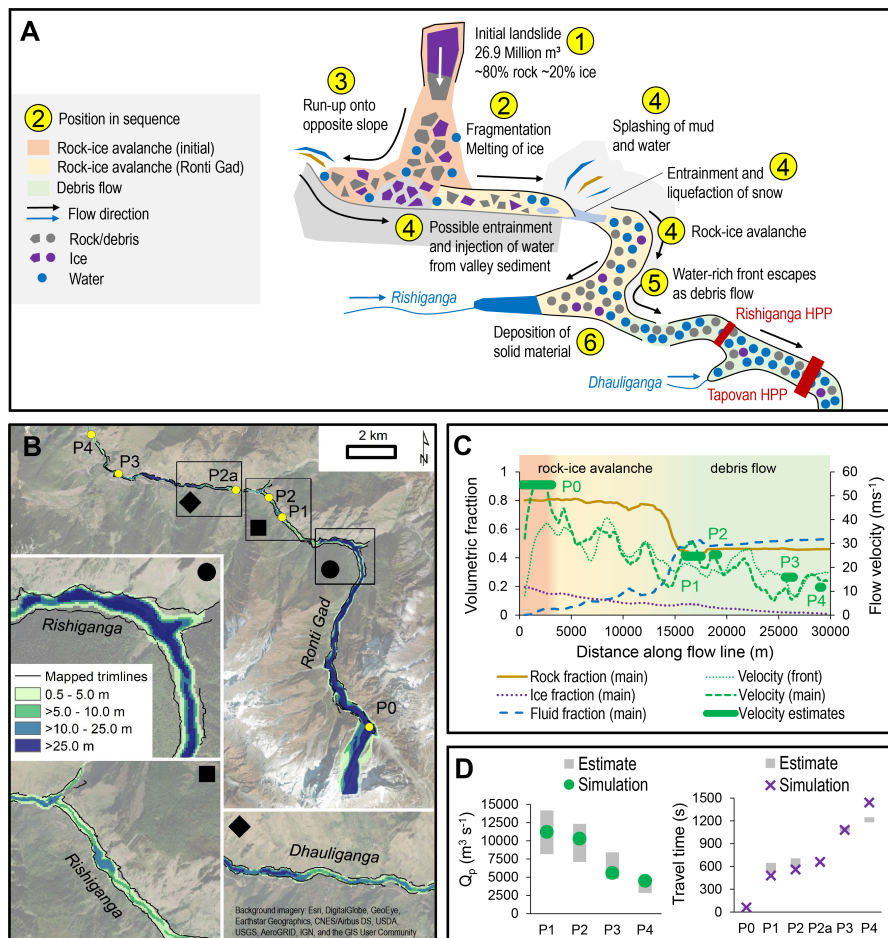 A
Initial landslide
26.9 Million m³
~80% rock ~20% ice
1
3
Run-up onto
opposite slope
2
Fragmentation
Melting of ice
4
Splashing of mud
and water
Entrainment and
liquefaction of snow
4
2 Position in sequence
Rock-ice avalanche (initial)
Rock-ice avalanche (Ronti Gad)
Debris flow
Flow direction
Rock/debris
Ice
Water
4
Possible entrainment
and injection of water
from valley sediment
4 Rock-ice avalanche
5
Water-rich front escapes
as debris flow
Rishiganga
Rishiganga HPP
Deposition of
solid material
6
Dhauliganga
Tapovan HPP
B
2 km
N
P4
P3
P2a
P2
P1
Ronti Gad
P0
Rishiganga
Mapped trimlines
0.5 - 5.0 m
>5.0 - 10.0 m
>10.0 - 25.0 m
>25.0 m
Rishiganga
Dhauliganga
Background imagery: Esri, DigitalGlobe, GeoEye,
Earthstar Geographics, CNES/Airbus DS, USDA,
USGS, AeroGRID, IGN, and the GIS User Community
C
rock-ice avalanche
debris flow
Volumetric fraction
1
0.8
0.6
0.4
0.2
0
60
50
40
30
20
10
0
Flow velocity (ms⁻¹)
P0
P1
P2
P3
P4
0 5000 10000 15000 20000 25000 30000
Distance along flow line (m)
Rock fraction (main)
Ice fraction (main)
Fluid fraction (main)
Velocity (front)
Velocity (main)
Velocity estimates
D
Estimate
Simulation
Qp (m³ s⁻¹)
15000
12500
10000
7500
5000
2500
0
P1 P2 P3 P4
Estimate
Simulation
Travel time (s)
1500
1200
900
600
300
0
P0 P1 P2 P2a P3 P4